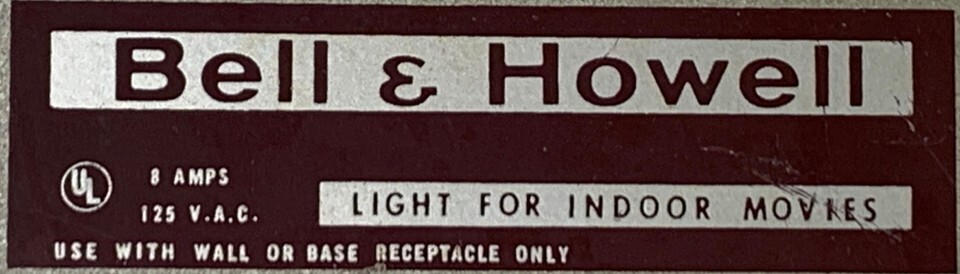 Bell & Howell
UL
8 AMPS
125 V.A.C.
LIGHT FOR INDOOR MOVIES
USE WITH WALL OR BASE RECEPTACLE ONLY